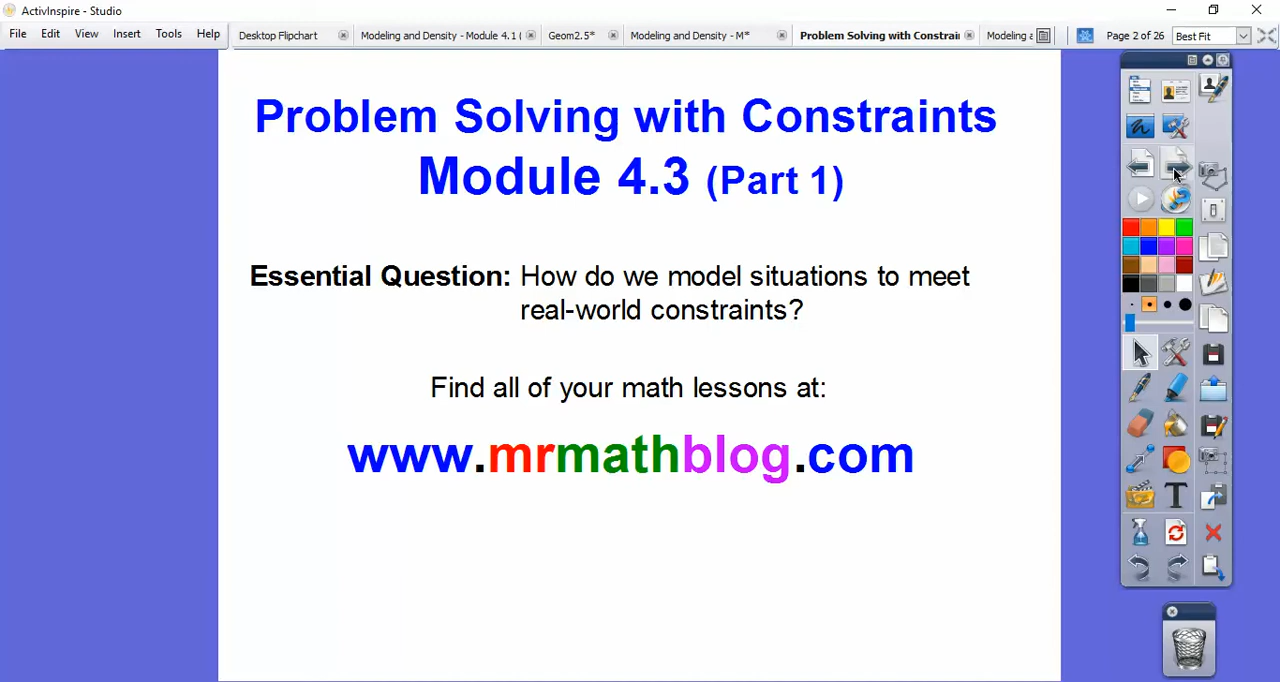 ActivInspire - Studio
File Edit View Insert Tools Help
Desktop Flipchart
Modeling and Density - Module 4.1 (
Geom2.5*
Modeling and Density - M*
Problem Solving with Constrai
Modeling a
Page 2 of 26
Best Fit
Problem Solving with Constraints
Module 4.3 (Part 1)
Essential Question: How do we model situations to meet
real-world constraints?
Find all of your math lessons at:
www.mrmathblog.com
T